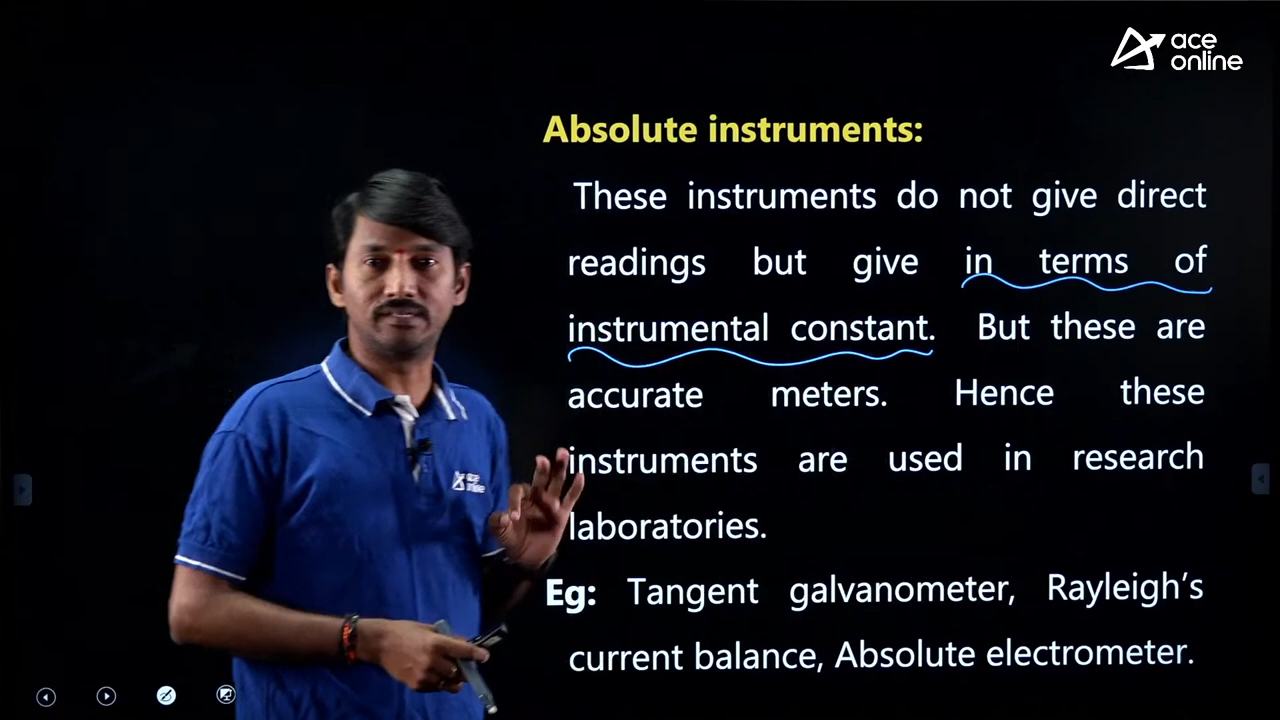 ace
online
Absolute instruments:
These instruments do not give direct
readings but give in terms of
instrumental constant. But these are
accurate meters. Hence these
instruments are used in research
laboratories.
Eg: Tangent galvanometer, Rayleigh's
current balance, Absolute electrometer.
ace
online